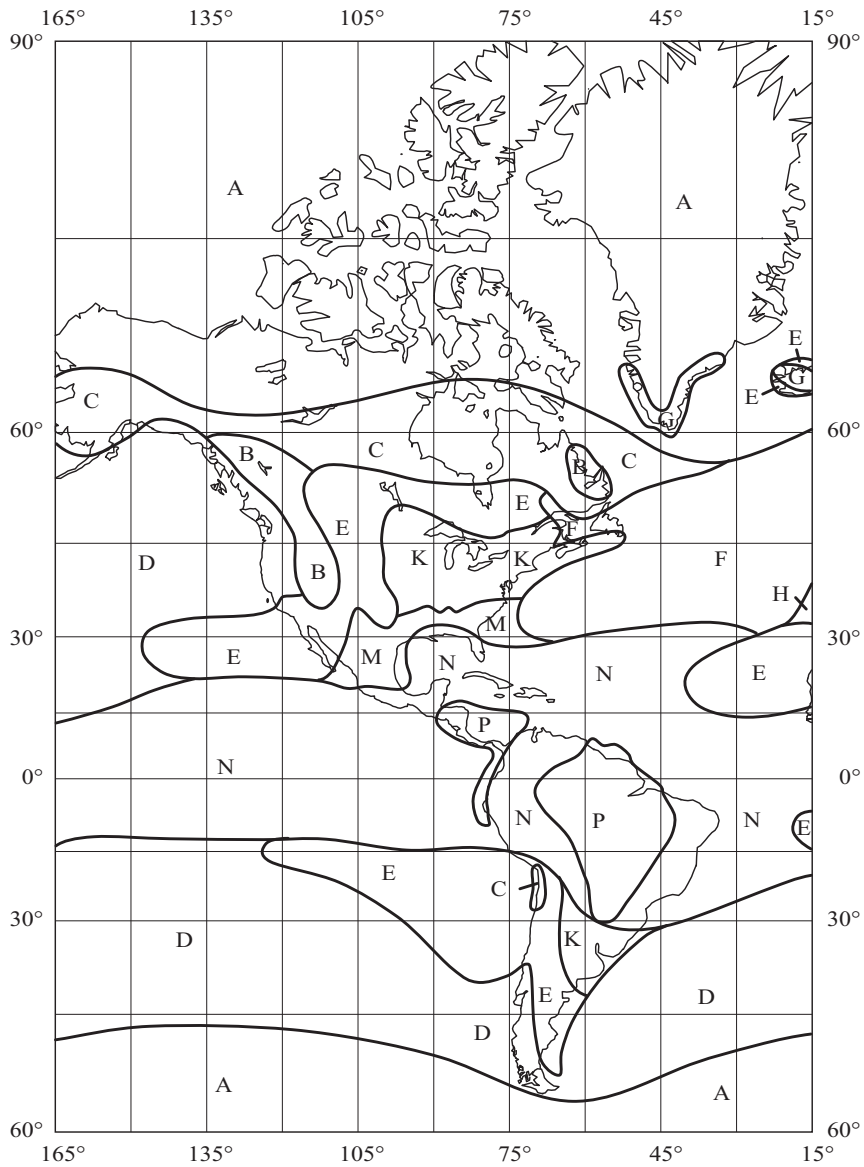 165° 135° 105° 75° 45° 15°
90° 90°
A
A
E
C G
E
G
60° 60°
B C B C
E
E F
D K K F
B H
M
30° 30°
E M N N E
P
N
0° 0°
N P N E
E
C
30° 30°
D K
E D
D
A A
60° 60°
165° 135° 105° 75° 45° 15°